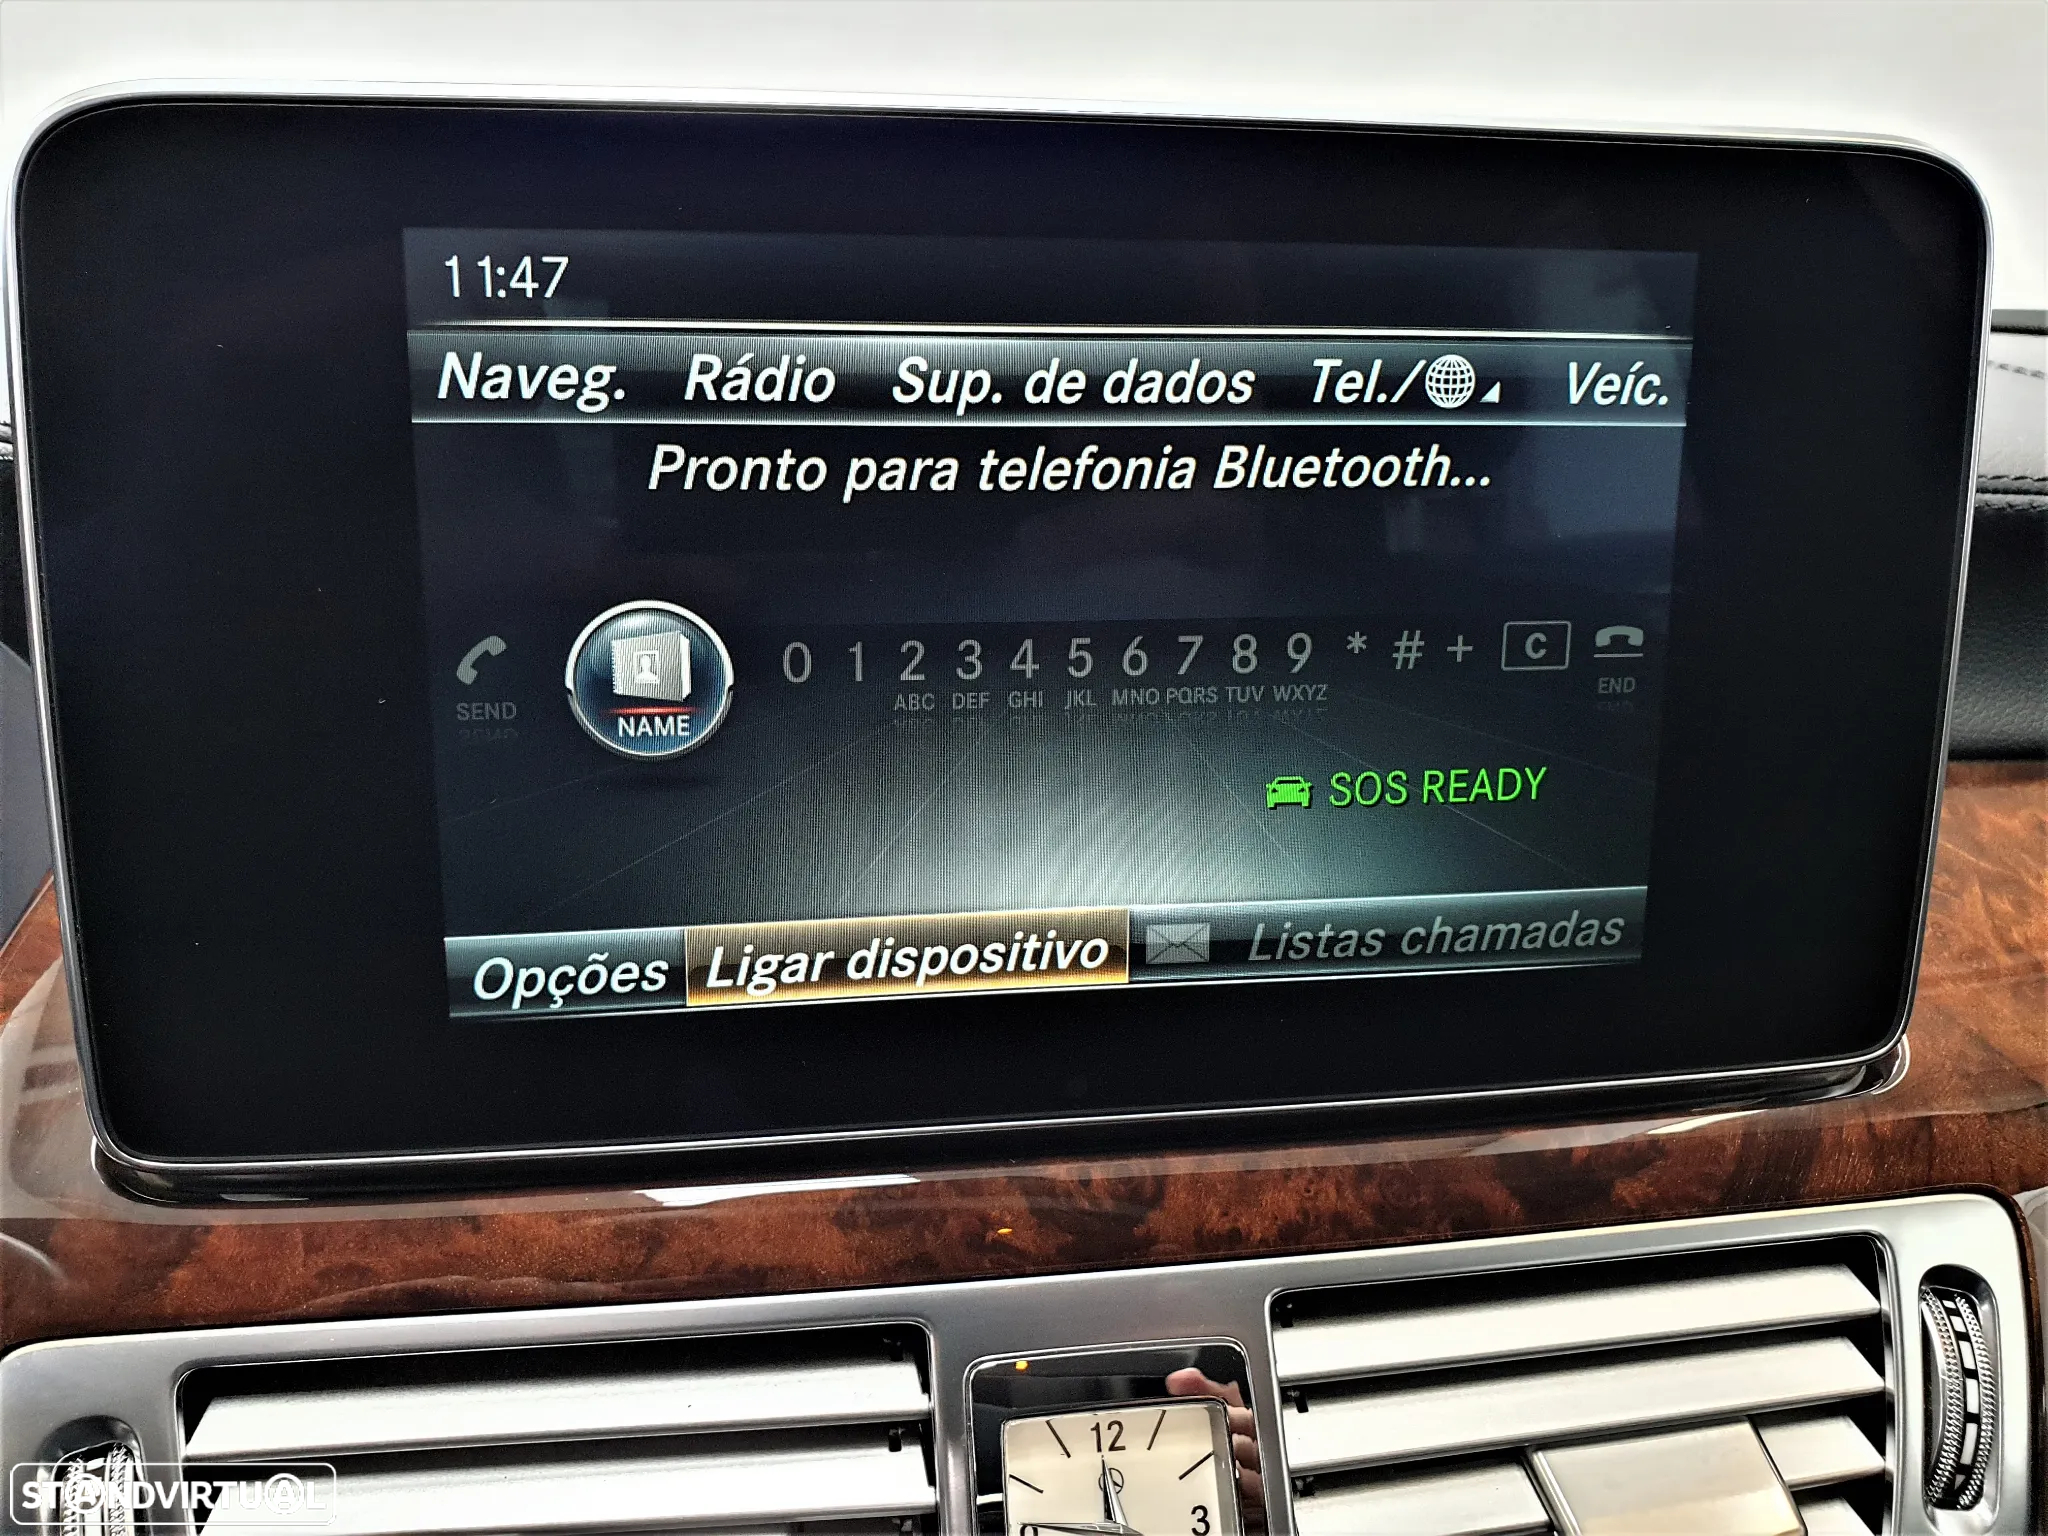 11:47
Naveg. Rádio Sup. de dados Tel./ Veíc.
Pronto para telefonia Bluetooth...
SEND NAME 0 1 2 3 4 5 6 7 8 9 * # + C END
ABC DEF GHI JKL MNO PQRS TUV WXYZ
SOS READY
Opções Ligar dispositivo Listas chamadas
12
9 3
STANDVIRTUAL